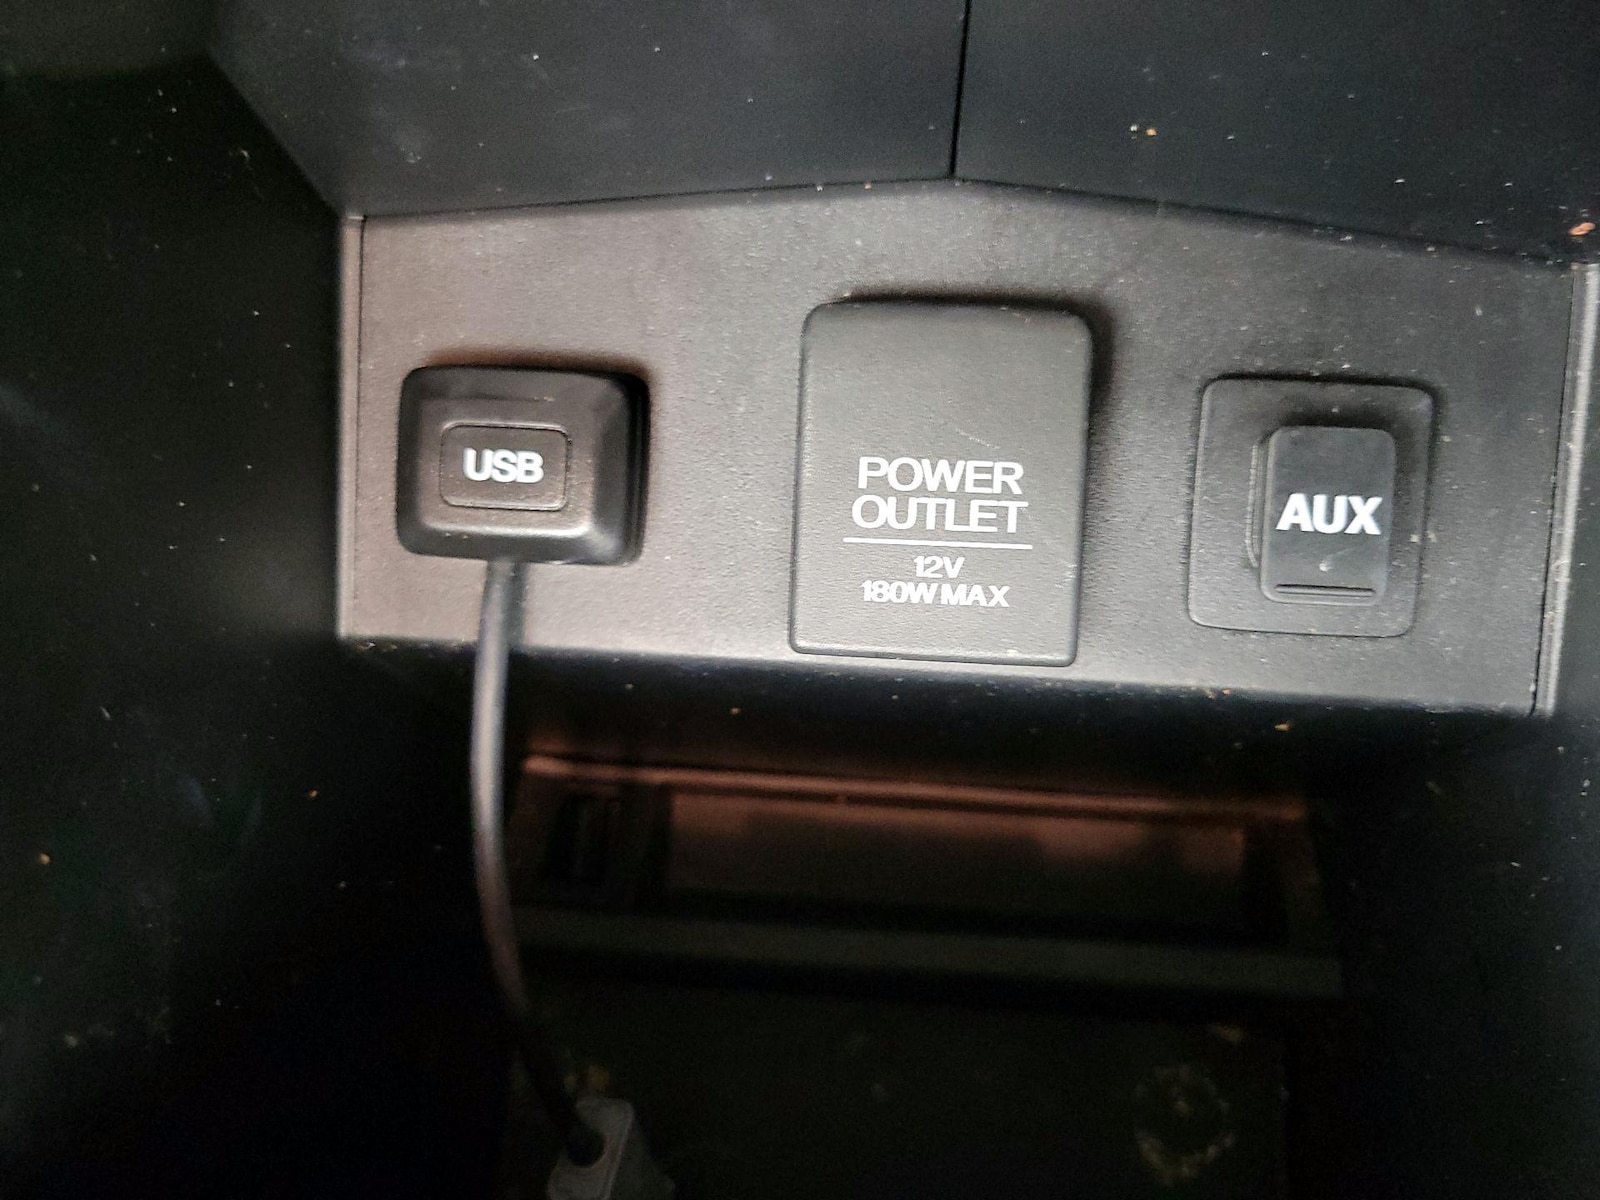 USB
POWER
OUTLET
12V
180W MAX
AUX